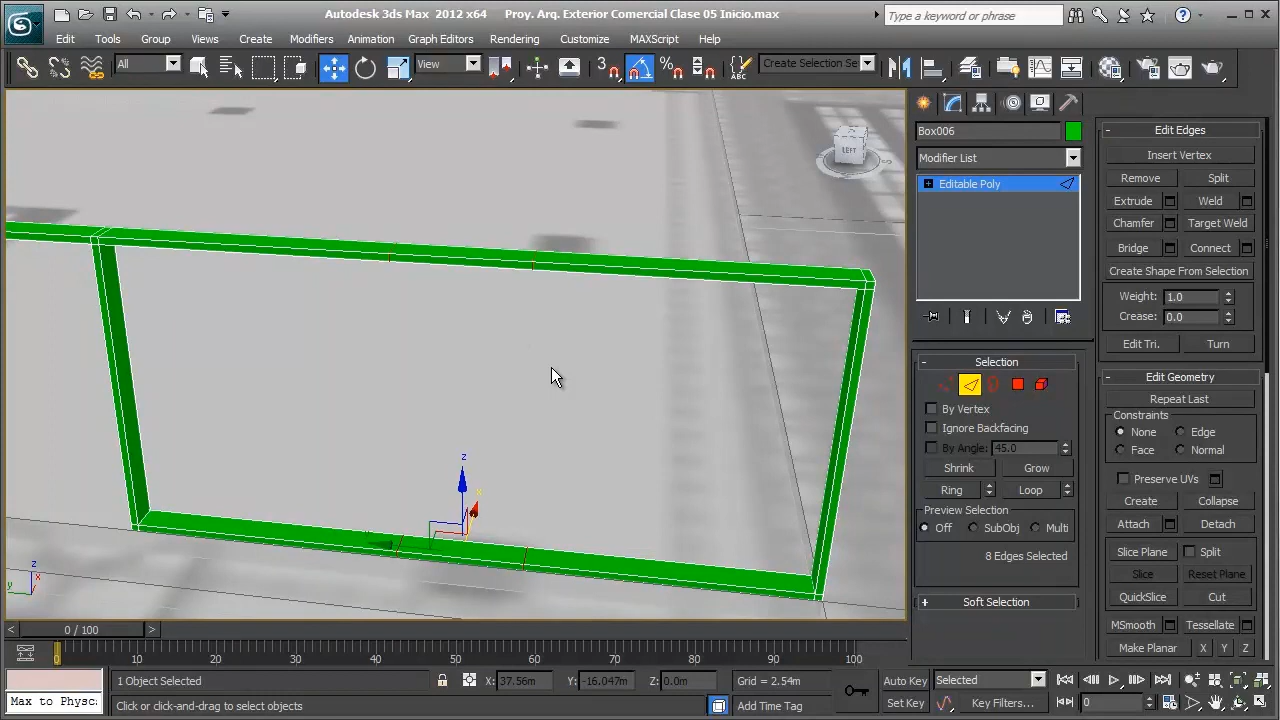 Autodesk 3ds Max 2012 x64 Proy. Arq. Exterior Comercial Clase 05 Inicio.max
Type a keyword or phrase
Edit Tools Group Views Create Modifiers Animation Graph Editors Rendering Customize MAXScript Help
All View 3 ABC Create Selection Se
LEFT
Box006
Modifier List
Editable Poly
Selection
By Vertex
Ignore Backfacing
By Angle: 45.0
Shrink Grow
Ring Loop
Preview Selection
Off SubObj Multi
8 Edges Selected
Soft Selection
Edit Edges
Insert Vertex
Remove Split
Extrude Weld
Chamfer Target Weld
Bridge Connect
Create Shape From Selection
Weight: 1.0
Crease: 0.0
Edit Tri. Turn
Edit Geometry
Repeat Last
Constraints
None Edge
Face Normal
Preserve UVs
Create Collapse
Attach Detach
Slice Plane Split
Slice Reset Plane
QuickSlice Cut
MSmooth Tessellate
Make Planar X Y Z
z
x
z
x
y
0 / 100
0 10 20 30 40 50 60 70 80 90 100
1 Object Selected X: 37.56m Y: -16.047m Z: 0.0m Grid = 2.54m Auto Key Selected
Max to Physc Click or click-and-drag to select objects Add Time Tag Set Key Key Filters... 0